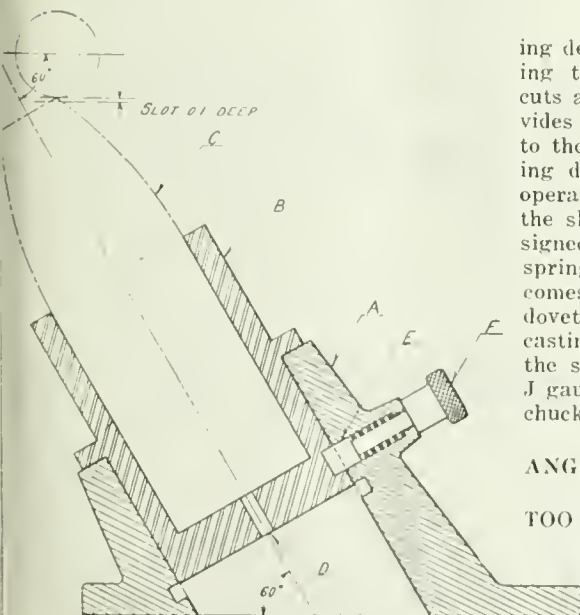 60°
SLOT 01 DEEP
C
B
A
E
F
D
60°
ing de
ing t
cuts a
vides
to the
ing d
opera
the sl
signed
spring
comes
dovet
castin
the s
J gau
chuck
ANG
TOO